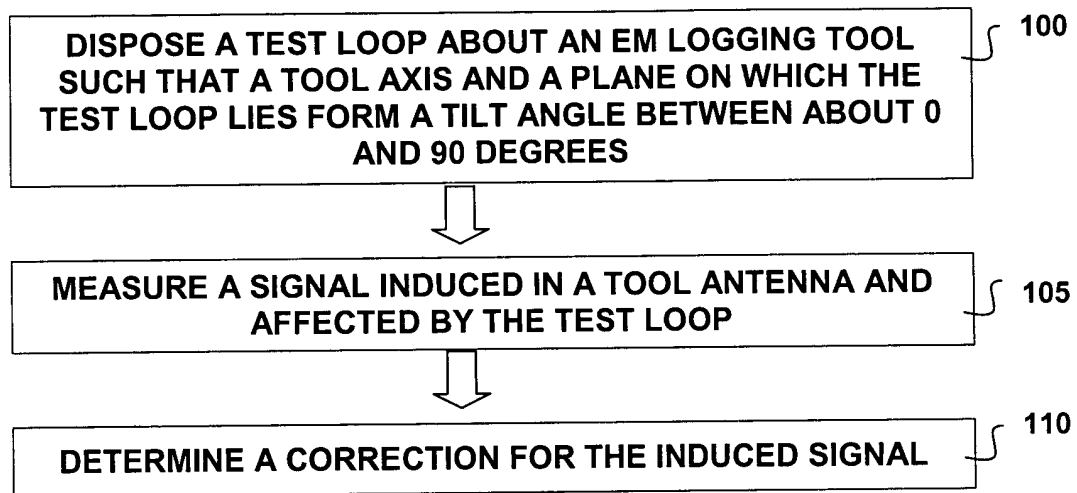 DISPOSE A TEST LOOP ABOUT AN EM LOGGING TOOL
SUCH THAT A TOOL AXIS AND A PLANE ON WHICH THE
TEST LOOP LIES FORM A TILT ANGLE BETWEEN ABOUT 0
AND 90 DEGREES
100
MEASURE A SIGNAL INDUCED IN A TOOL ANTENNA AND
AFFECTED BY THE TEST LOOP
105
DETERMINE A CORRECTION FOR THE INDUCED SIGNAL
110